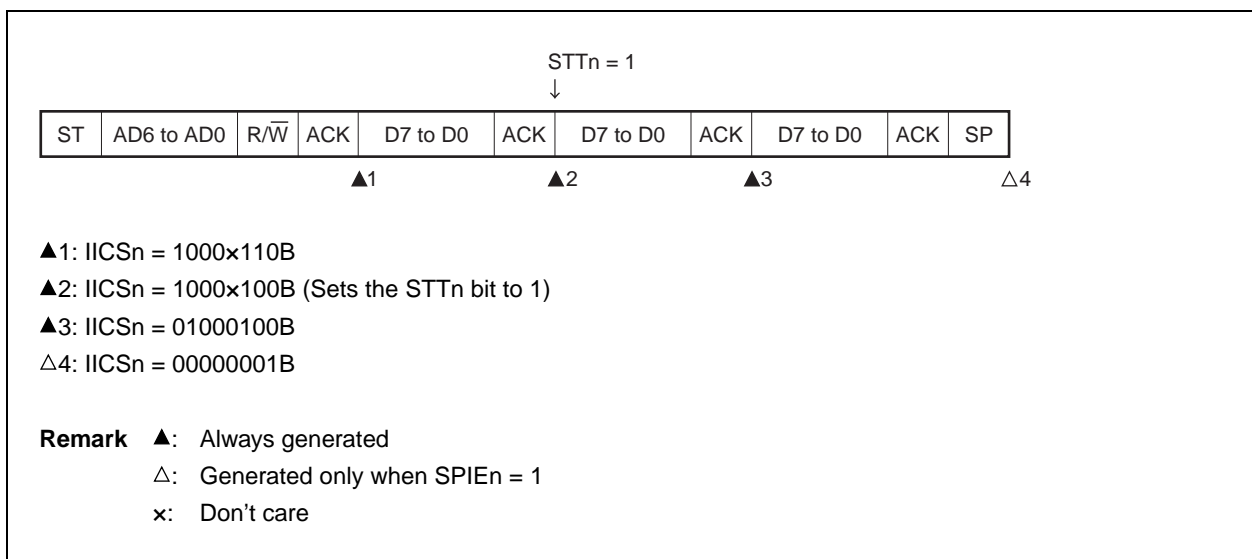 STTn = 1
↓
ST AD6 to AD0 R/W̅ ACK D7 to D0 ACK D7 to D0 ACK D7 to D0 ACK SP
▲1 ▲2 ▲3 △4
▲1: IICSn = 1000×110B
▲2: IICSn = 1000×100B (Sets the STTn bit to 1)
▲3: IICSn = 01000100B
△4: IICSn = 00000001B
Remark ▲: Always generated
△: Generated only when SPIEn = 1
×: Don't care